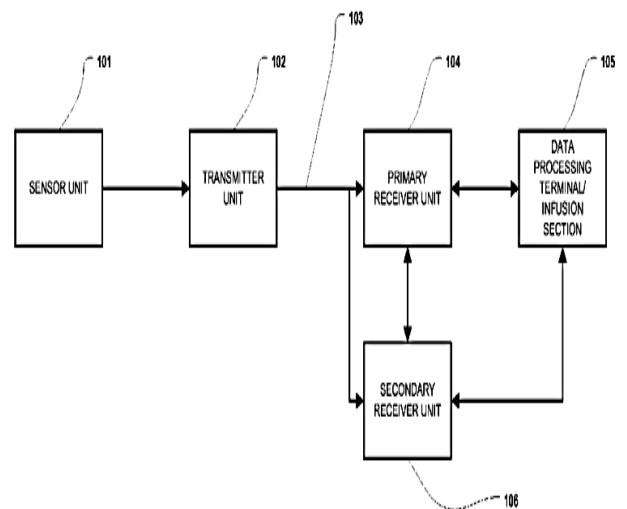 103
101
102
104
105
SENSOR UNIT
TRANSMITTER
UNIT
PRIMARY
RECEIVER UNIT
DATA
PROCESSING
TERMINAL/
INFUSION
SECTION
SECONDARY
RECEIVER UNIT
106